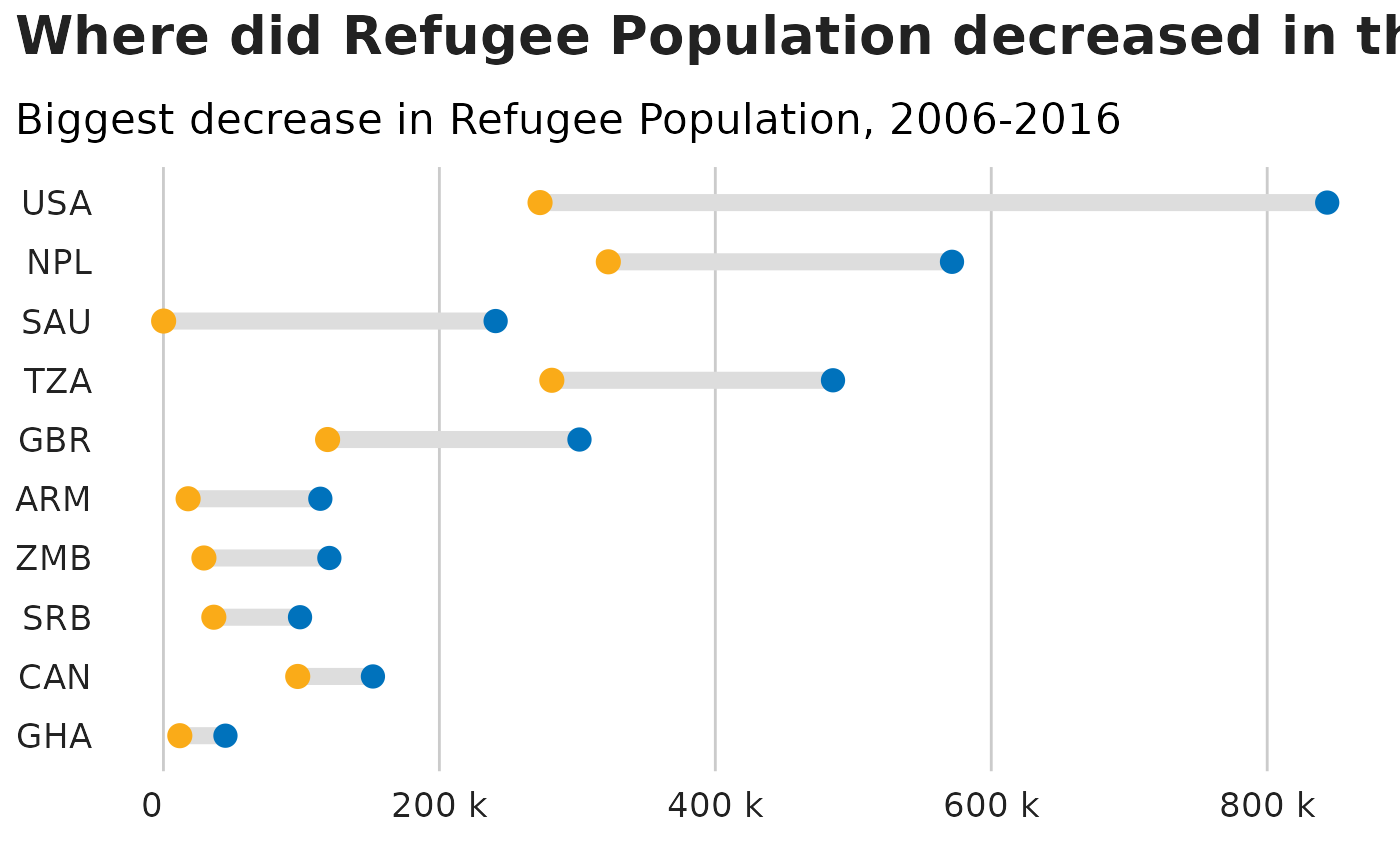 Where did Refugee Population decreased in th
Biggest decrease in Refugee Population, 2006-2016
USA
NPL
SAU
TZA
GBR
ARM
ZMB
SRB
CAN
GHA
0 200 k 400 k 600 k 800 k